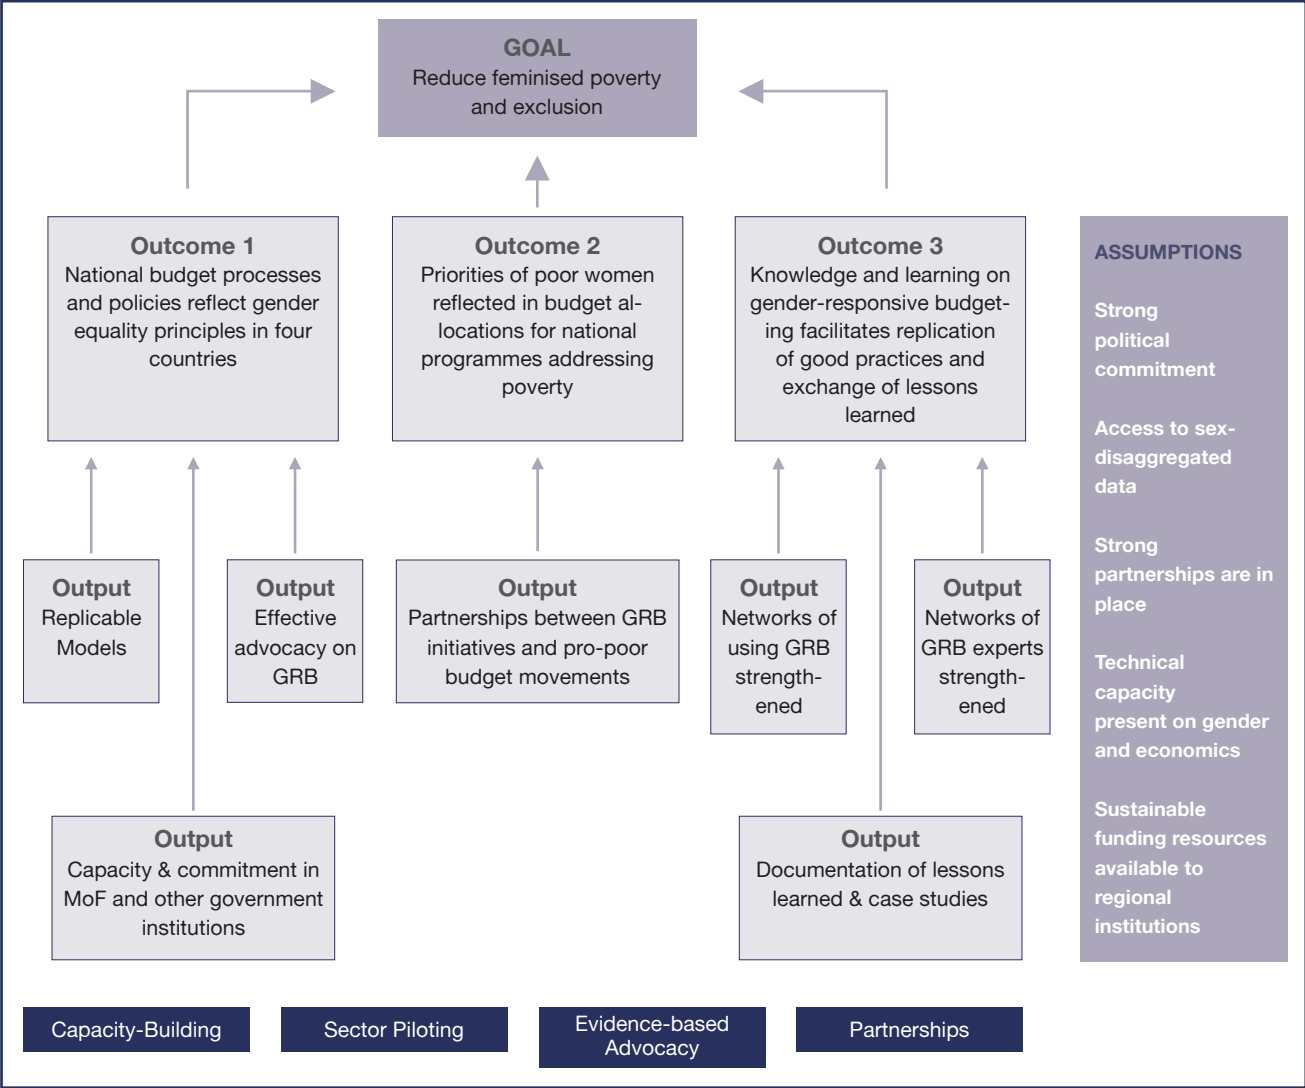 GOAL
Reduce feminised poverty
and exclusion
Outcome 1
National budget processes
and policies reflect gender
equality principles in four
countries
Outcome 2
Priorities of poor women
reflected in budget al-
locations for national
programmes addressing
poverty
Outcome 3
Knowledge and learning on
gender-responsive budget-
ing facilitates replication
of good practices and
exchange of lessons
learned
Output
Replicable
Models
Output
Effective
advocacy on
GRB
Output
Partnerships between GRB
initiatives and pro-poor
budget movements
Output
Networks of
using GRB
strength-
ened
Output
Networks of
GRB experts
strength-
ened
Output
Capacity & commitment in
MoF and other government
institutions
Output
Documentation of lessons
learned & case studies
ASSUMPTIONS
Strong
political
commitment
Access to sex-
disaggregated
data
Strong
partnerships are in
place
Technical
capacity
present on gender
and economics
Sustainable
funding resources
available to
regional
institutions
Capacity-Building
Sector Piloting
Evidence-based
Advocacy
Partnerships